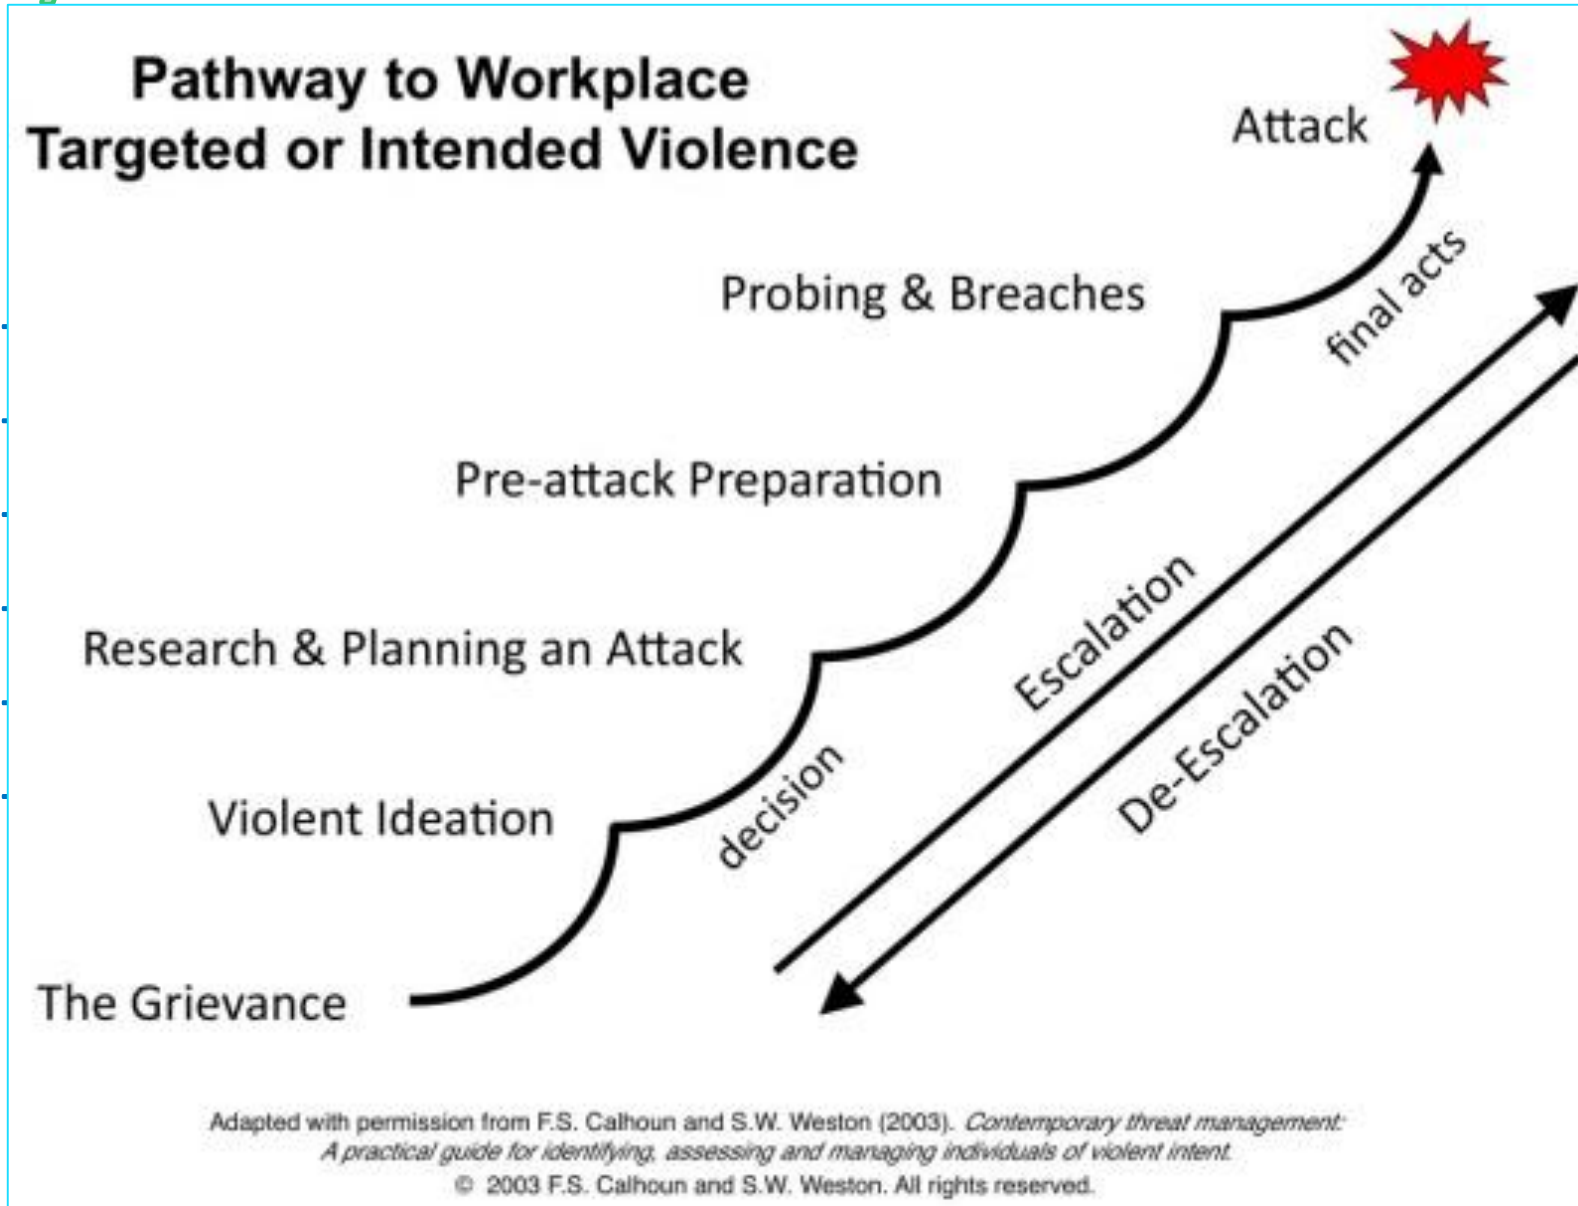 Pathway to Workplace
Targeted or Intended Violence
Attack
final acts
Probing & Breaches
Pre-attack Preparation
Escalation
De-Escalation
Research & Planning an Attack
decision
Violent Ideation
The Grievance
Adapted with permission from F.S. Calhoun and S.W. Weston (2003). Contemporary threat management:
A practical guide for identifying, assessing and managing individuals of violent intent.
© 2003 F.S. Calhoun and S.W. Weston. All rights reserved.